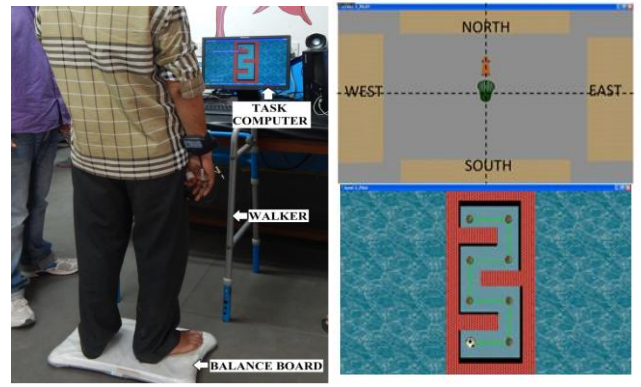 TASK
COMPUTER
WALKER
BALANCE BOARD
NORTH
WEST
EAST
SOUTH